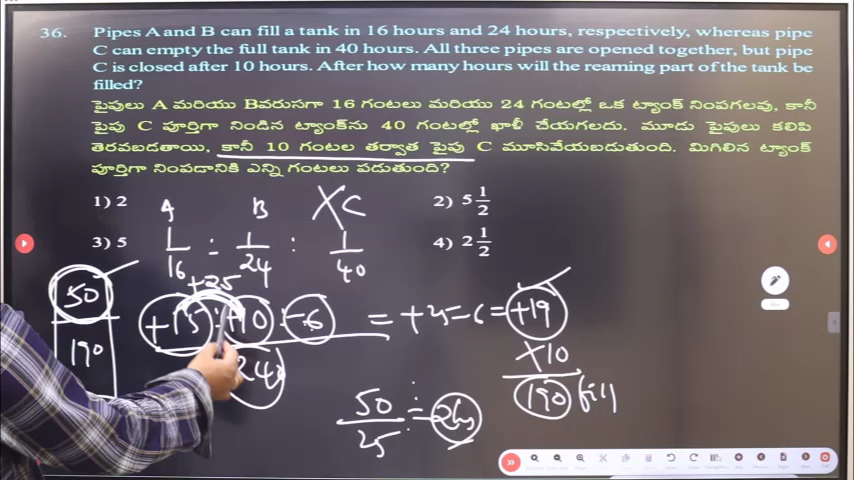 36. Pipes A and B can fill a tank in 16 hours and 24 hours, respectively, whereas pipe
C can empty the full tank in 40 hours. All three pipes are opened together, but pipe
C is closed after 10 hours. After how many hours will the reaming part of the tank be
filled?
పైపులు A మరియు Bవరుసగా 16 గంటలు మరియు 24 గంటల్లో ఒక ట్యాంక్ నింపగలవు, కానీ
పైపు C పూర్తిగా నిండిన ట్యాంక్‌ను 40 గంటల్లో ఖాళీ చేయగలదు. మూడు పైపులు కలిపి
తెరవబడతాయి, కానీ 10 గంటల తర్వాత పైపు C మూసివేయబడుతుంది. మిగిలిన ట్యాంక్
పూర్తిగా నింపడానికి ఎన్ని గంటలు పడుతుంది?
1) 2 2) 5 1/2
A B C
3) 5 4) 2 1/2
1/16 : 1/24 : 1/40
+25
50
+15 : +10 : -6 = +25-6 = +19
190 ×10
240 190 fill
50/25 = 2h